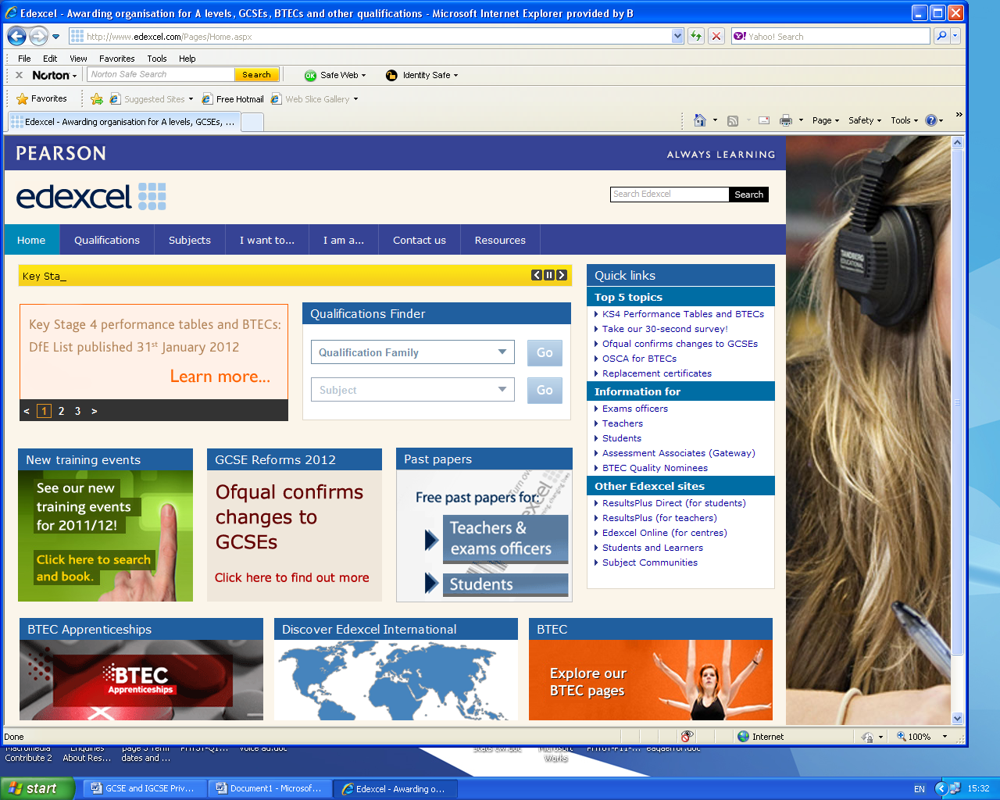 Edexcel - Awarding organisation for A levels, GCSEs, BTECs and other qualifications - Microsoft Internet Explorer provided by B
http://www.edexcel.com/Pages/Home.aspx
Yahoo! Search
File Edit View Favorites Tools Help
Norton
Norton Safe Search
Search
OK Safe Web
Identity Safe
Favorites
Suggested Sites
Free Hotmail
Web Slice Gallery
Edexcel - Awarding organisation for A levels, GCSEs, ...
Page Safety Tools
PEARSON
ALWAYS LEARNING
edexcel
Search Edexcel
Search
Home Qualifications Subjects I want to... I am a... Contact us Resources
Key Sta_
Key Stage 4 performance tables and BTECs:
DfE List published 31st January 2012
Learn more...
< 1 2 3 >
Qualifications Finder
Qualification Family
Go
Subject
Go
Quick links
Top 5 topics
KS4 Performance Tables and BTECs
Take our 30-second survey!
Ofqual confirms changes to GCSEs
OSCA for BTECs
Replacement certificates
Information for
Exams officers
Teachers
Students
Assessment Associates (Gateway)
BTEC Quality Nominees
Other Edexcel sites
ResultsPlus Direct (for students)
ResultsPlus (for teachers)
Edexcel Online (for centres)
Students and Learners
Subject Communities
TANDBERG
EDUCATIONAL
New training events
See our new
training events
for 2011/12!
Click here to search
and book.
GCSE Reforms 2012
Ofqual confirms
changes to
GCSEs
Click here to find out more
Past papers
Free past papers for:
Teachers &
exams officers
Students
BTEC Apprenticeships
BTEC
Apprenticeships
Discover Edexcel International
BTEC
Explore our
BTEC pages
Done
Internet
100%
Macromedia
Contribute 2
Enquiries
About Res...
page 5 Term
dates and ...
Microsoft
Works
start
GCSE and IGCSE Priv...
Document1 - Microsof...
Edexcel - Awarding o...
EN
15:32